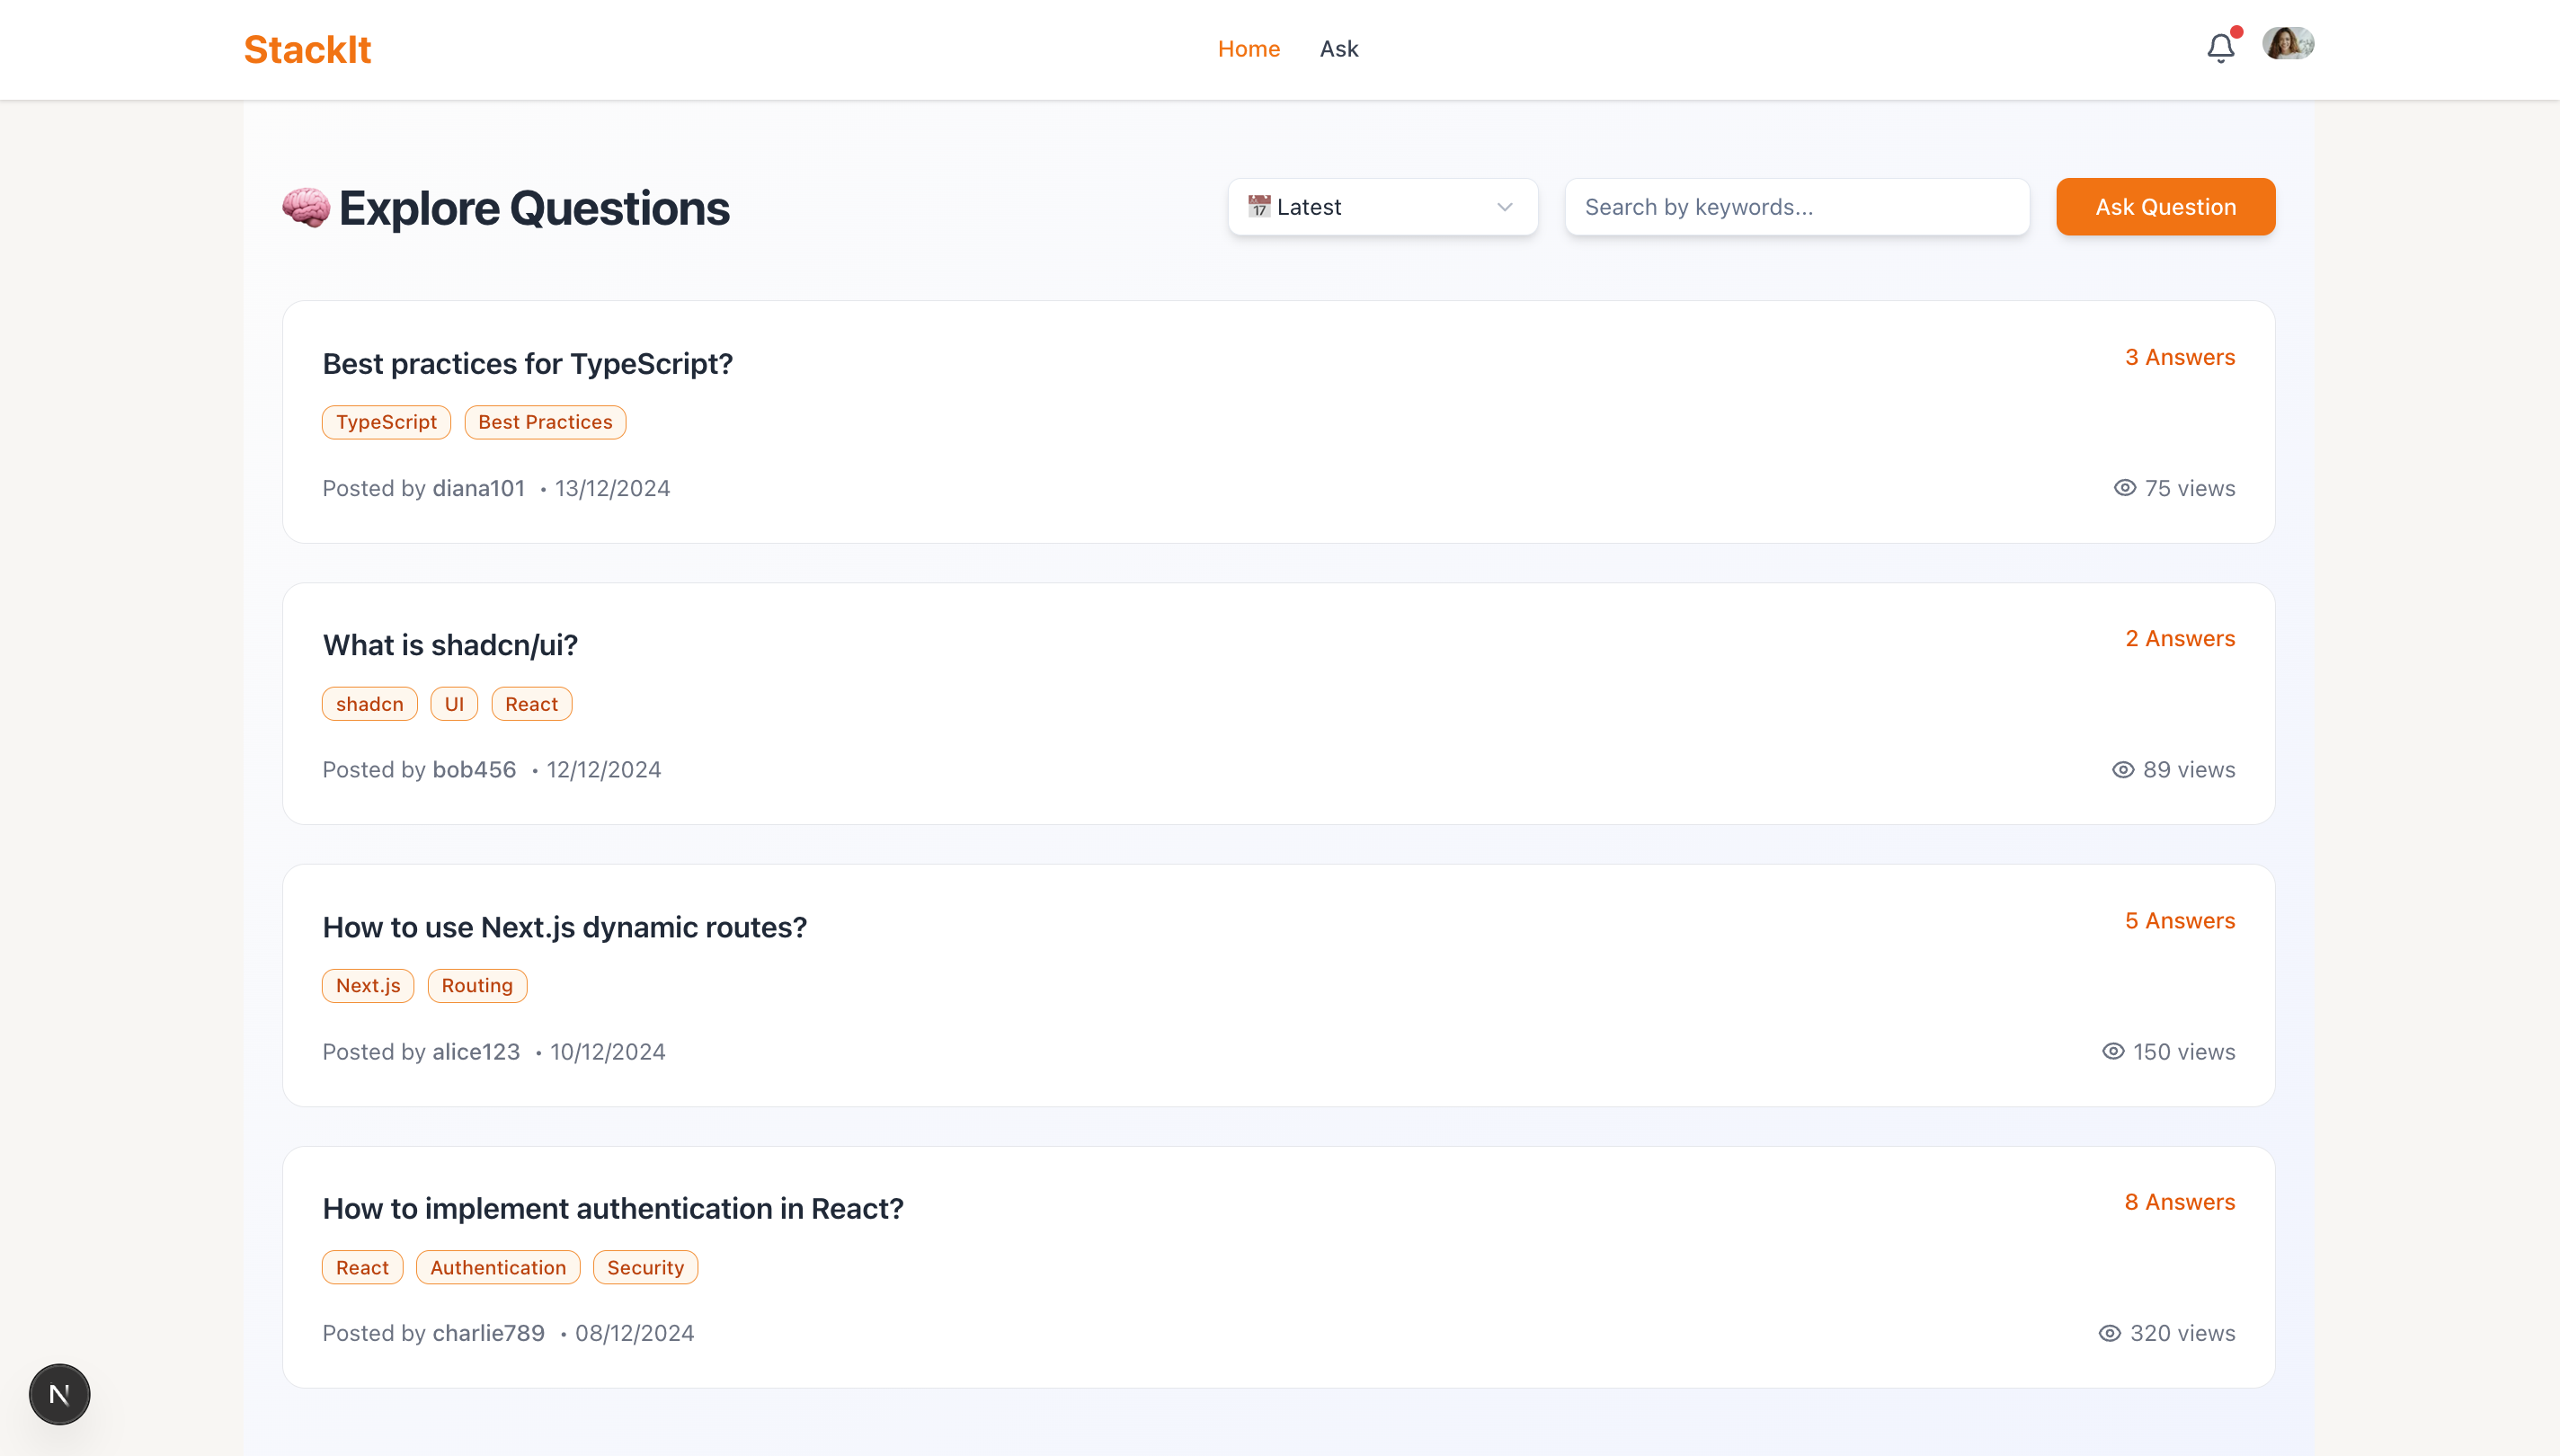 StackIt
Home
Ask
🧠 Explore Questions
17 Latest
Search by keywords...
Ask Question
Best practices for TypeScript?
3 Answers
TypeScript
Best Practices
Posted by diana101 • 13/12/2024
75 views
What is shadcn/ui?
2 Answers
shadcn
UI
React
Posted by bob456 • 12/12/2024
89 views
How to use Next.js dynamic routes?
5 Answers
Next.js
Routing
Posted by alice123 • 10/12/2024
150 views
How to implement authentication in React?
8 Answers
React
Authentication
Security
Posted by charlie789 • 08/12/2024
320 views
N